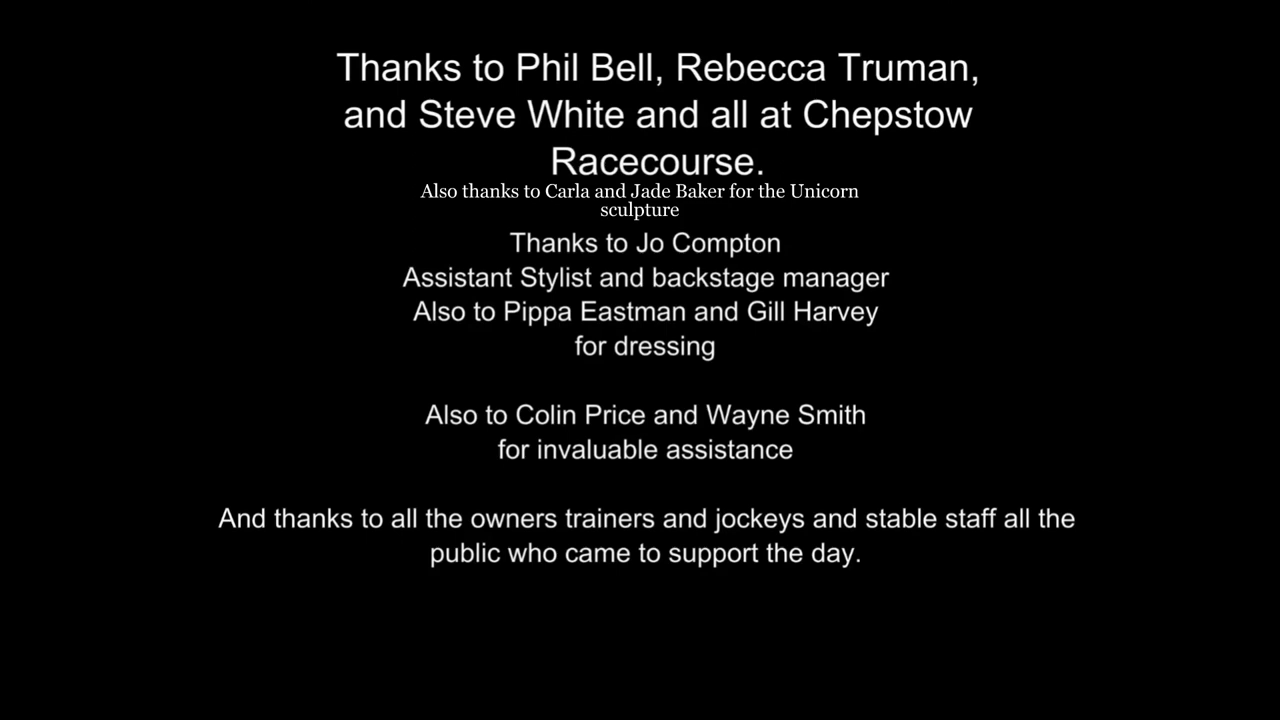 Thanks to Phil Bell, Rebecca Truman,
and Steve White and all at Chepstow
Racecourse.
Also thanks to Carla and Jade Baker for the Unicorn
sculpture
Thanks to Jo Compton
Assistant Stylist and backstage manager
Also to Pippa Eastman and Gill Harvey
for dressing
Also to Colin Price and Wayne Smith
for invaluable assistance
And thanks to all the owners trainers and jockeys and stable staff all the
public who came to support the day.